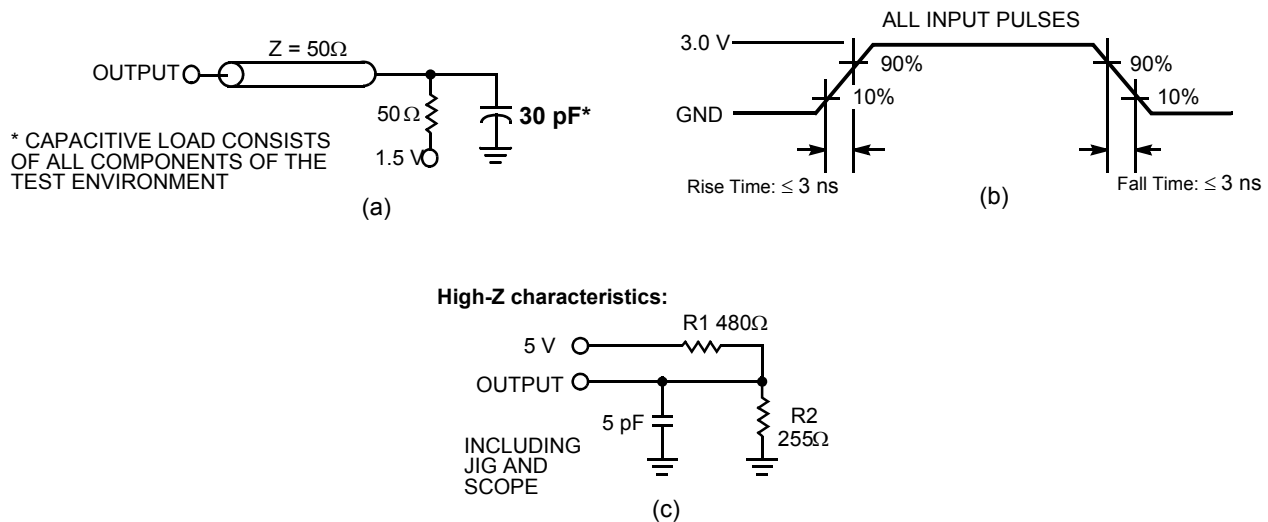 ALL INPUT PULSES
Z = 50Ω
OUTPUT
50 Ω
30 pF*
1.5 V
* CAPACITIVE LOAD CONSISTS
OF ALL COMPONENTS OF THE
TEST ENVIRONMENT
(a)
3.0 V
90%
10%
GND
90%
10%
Rise Time: ≤ 3 ns
Fall Time: ≤ 3 ns
(b)
High-Z characteristics:
R1 480Ω
5 V
OUTPUT
5 pF
R2
255Ω
INCLUDING
JIG AND
SCOPE
(c)